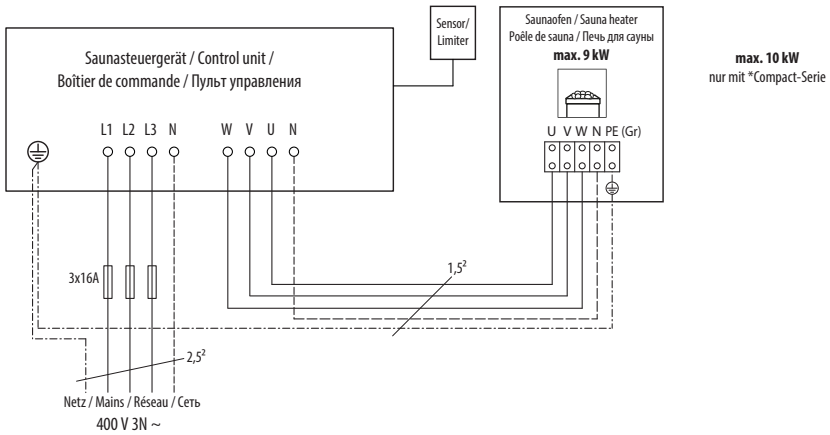 Sensor/
Limiter
Saunaofen / Sauna heater
Poêle de sauna / Печь для сауны
max. 9 kW
max. 10 kW
nur mit *Compact-Serie
Saunasteuergerät / Control unit /
Boîtier de commande / Пульт управления
L1 L2 L3 N W V U N
U V W N PE (Gr)
3x16A
1,5²
2,5²
Netz / Mains / Réseau / Сеть
400 V 3N ~